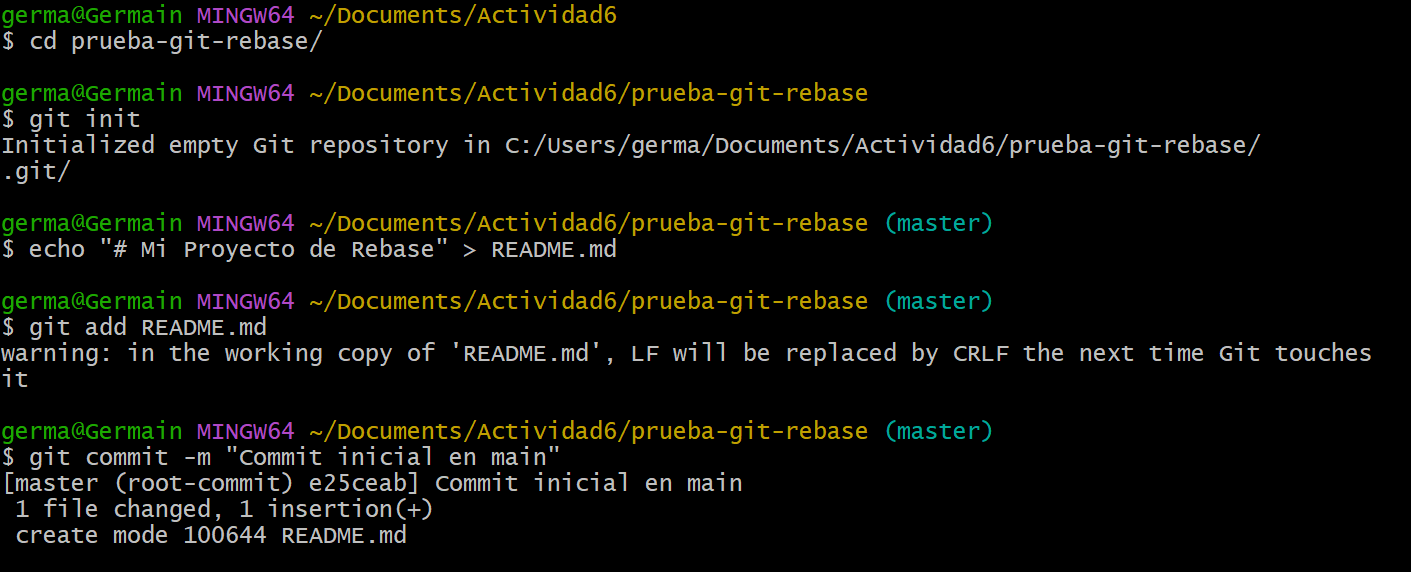 germa@Germain MINGW64 ~/Documents/Actividad6
$ cd prueba-git-rebase/
germa@Germain MINGW64 ~/Documents/Actividad6/prueba-git-rebase
$ git init
Initialized empty Git repository in C:/Users/germa/Documents/Actividad6/prueba-git-rebase/
.git/
germa@Germain MINGW64 ~/Documents/Actividad6/prueba-git-rebase (master)
$ echo "# Mi Proyecto de Rebase" > README.md
germa@Germain MINGW64 ~/Documents/Actividad6/prueba-git-rebase (master)
$ git add README.md
warning: in the working copy of 'README.md', LF will be replaced by CRLF the next time Git touches
it
germa@Germain MINGW64 ~/Documents/Actividad6/prueba-git-rebase (master)
$ git commit -m "Commit inicial en main"
[master (root-commit) e25ceab] Commit inicial en main
 1 file changed, 1 insertion(+)
 create mode 100644 README.md